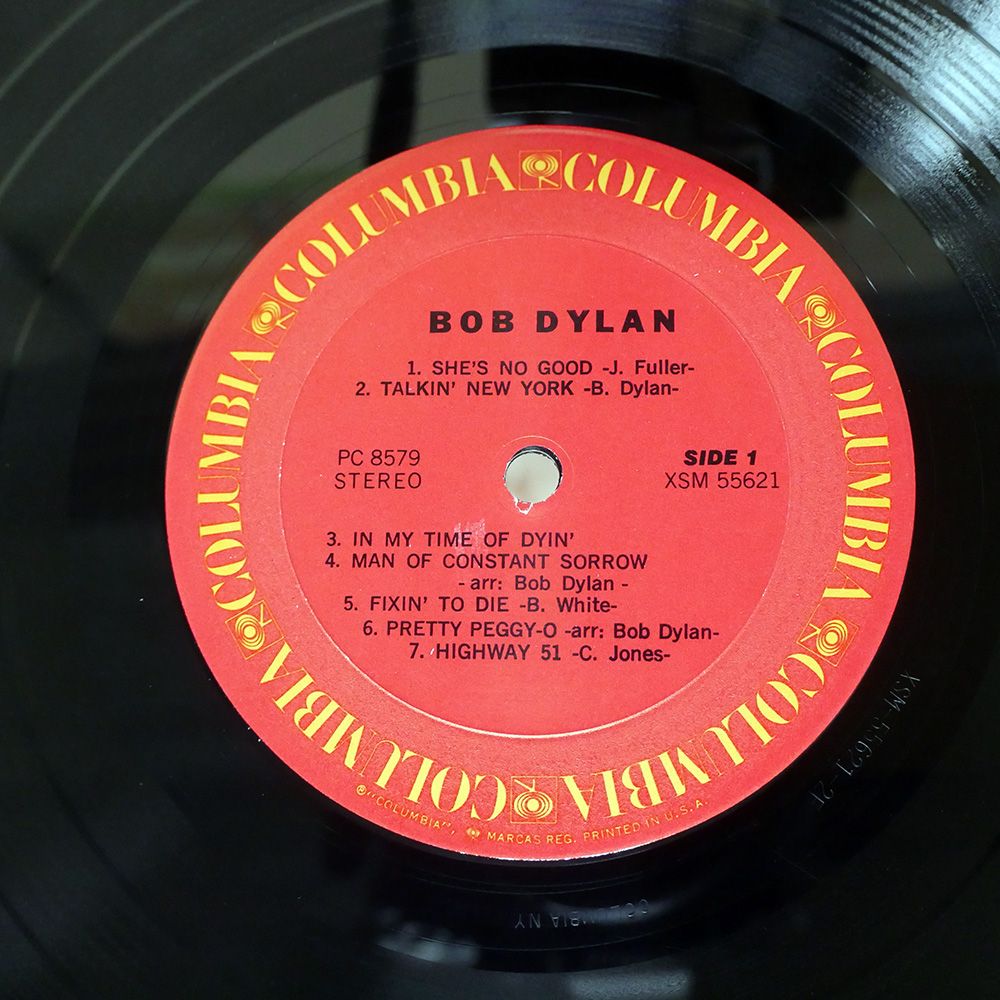 COLUMBIA COLUMBIA COLUMBIA COLUMBIA COLUMBIA COLUMBIA
BOB DYLAN
1. SHE'S NO GOOD -J. Fuller-
2. TALKIN' NEW YORK -B. Dylan-
PC 8579
STEREO
SIDE 1
XSM 55621
3. IN MY TIME OF DYIN'
4. MAN OF CONSTANT SORROW
- arr: Bob Dylan -
5. FIXIN' TO DIE -B. White-
6. PRETTY PEGGY-O -arr: Bob Dylan-
7. HIGHWAY 51 -C. Jones-
®"COLUMBIA", MARCAS REG. PRINTED IN U.S.A.
COLUMBIA NY